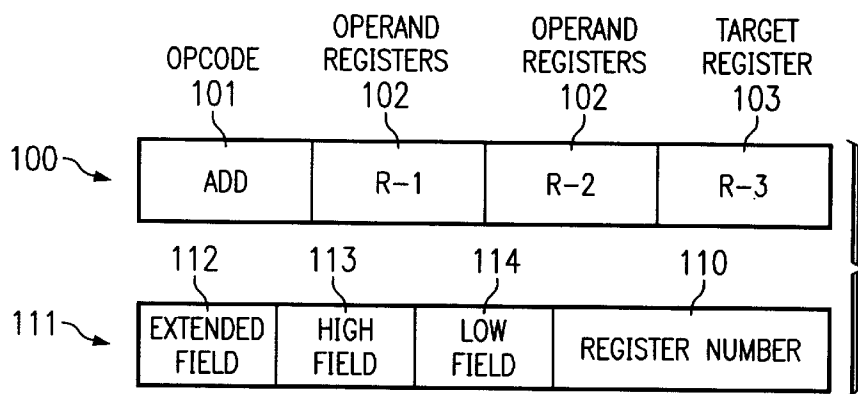 OPCODE
101
OPERAND
REGISTERS
102
OPERAND
REGISTERS
102
TARGET
REGISTER
103
100
ADD
R-1
R-2
R-3
112
113
114
110
111
EXTENDED
FIELD
HIGH
FIELD
LOW
FIELD
REGISTER NUMBER